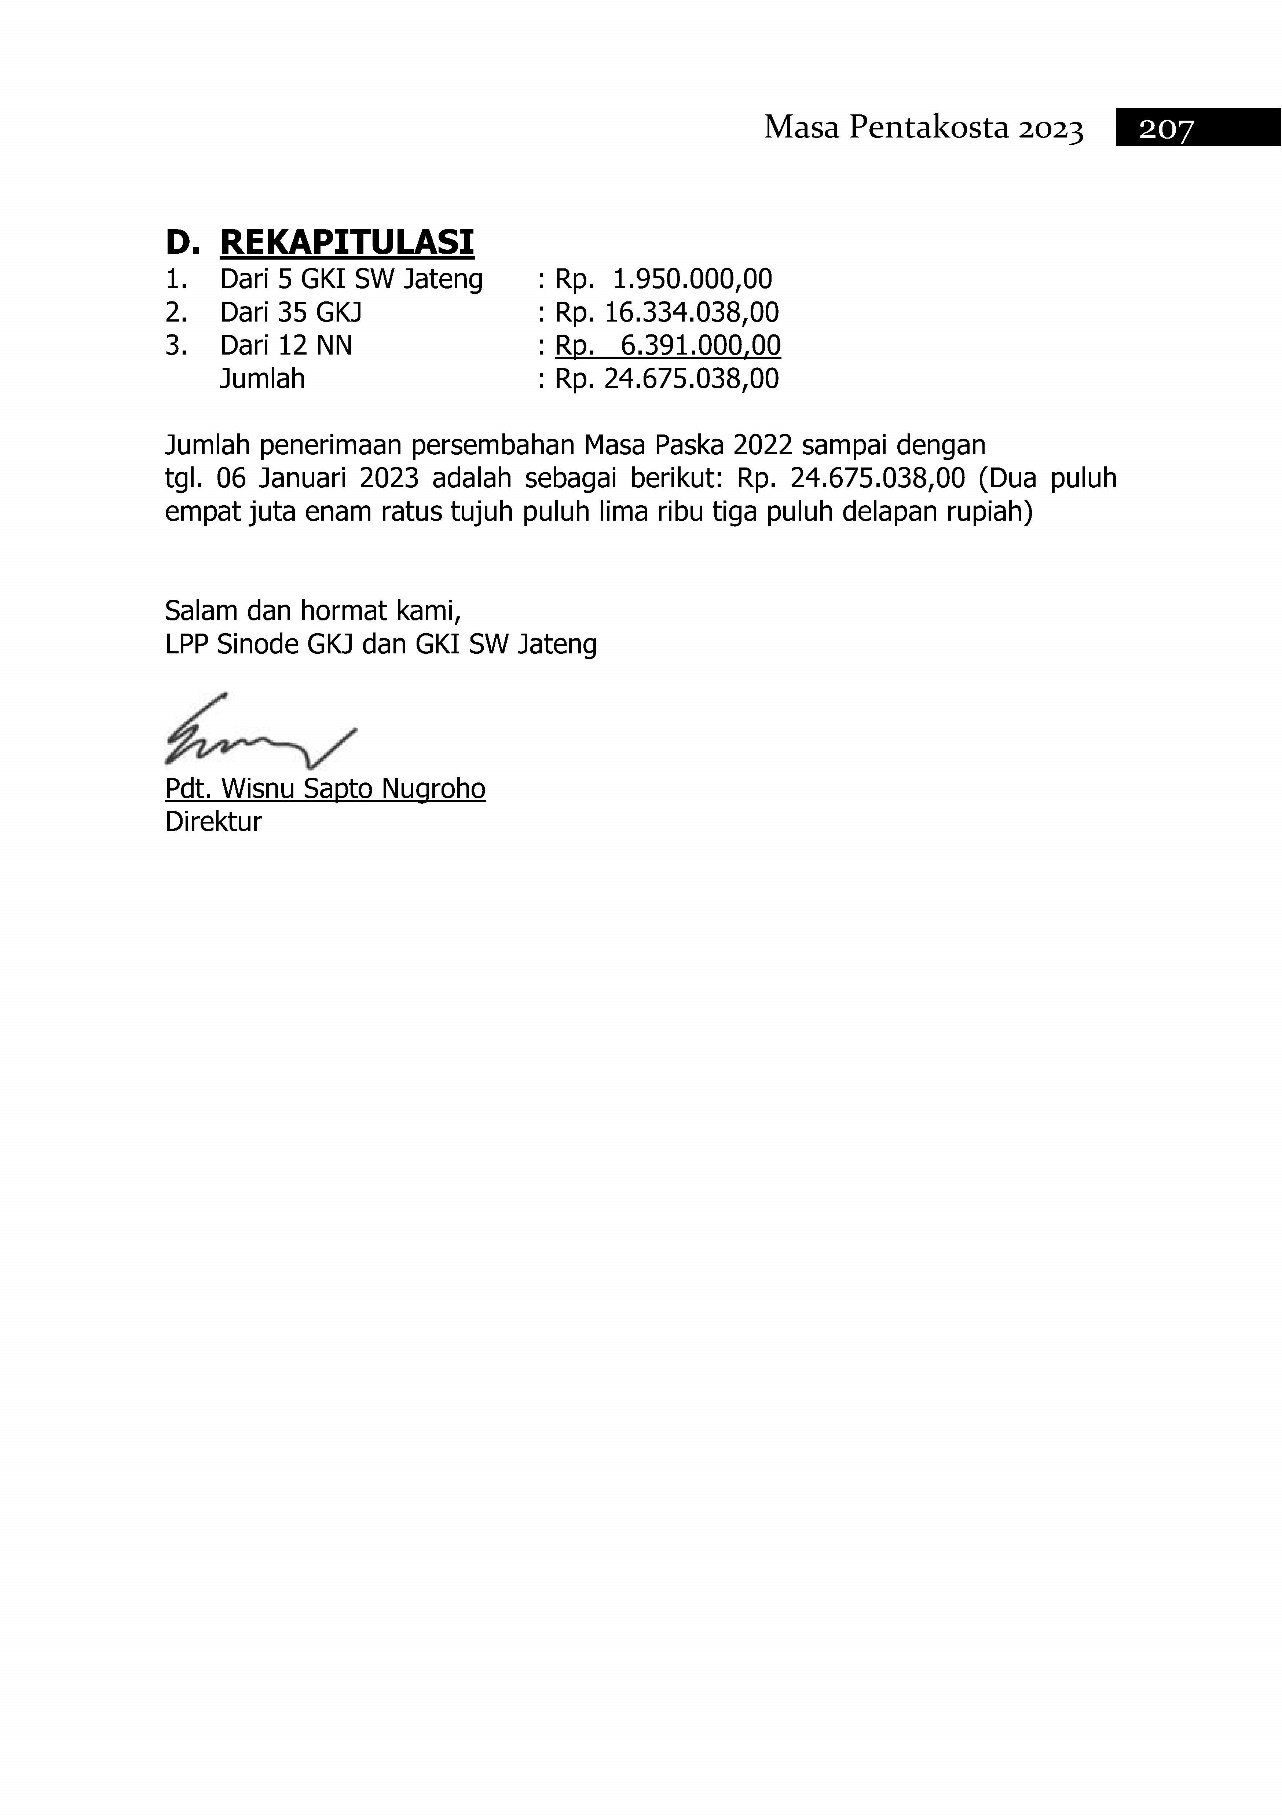 Masa Pentakosta 2023 207
D. REKAPITULASI
1. Dari 5 GKI SW Jateng : Rp. 1.950.000,00
2. Dari 35 GKJ : Rp. 16.334.038,00
3. Dari 12 NN : Rp. 6.391.000,00
Jumlah : Rp. 24.675.038,00
Jumlah penerimaan persembahan Masa Paska 2022 sampai dengan
tgl. 06 Januari 2023 adalah sebagai berikut: Rp. 24.675.038,00 (Dua puluh
empat juta enam ratus tujuh puluh lima ribu tiga puluh delapan rupiah)
Salam dan hormat kami,
LPP Sinode GKJ dan GKI SW Jateng
Pdt. Wisnu Sapto Nugroho
Direktur